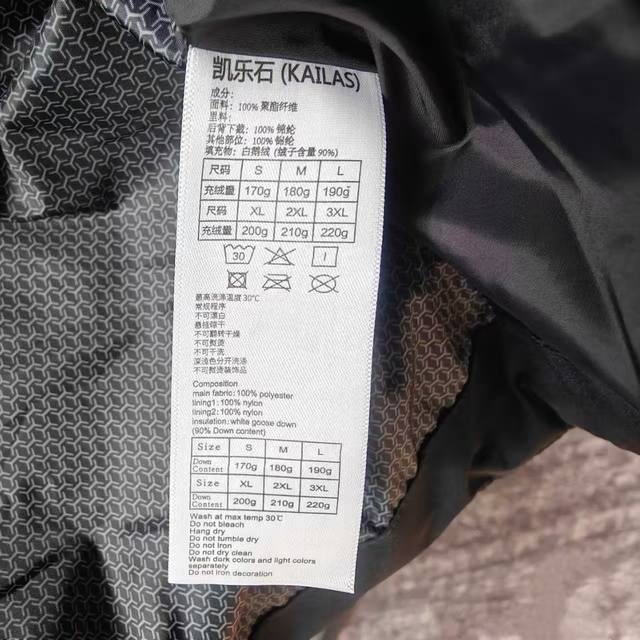 凯乐石 (KAILAS)
成分:
面料: 100% 聚酯纤维
里料:
后背下截: 100% 锦纶
其他部位: 100% 锦纶
填充物: 白鹅绒 (绒子含量 90%)
尺码 S M L
充绒量 170g 180g 190g
尺码 XL 2XL 3XL
充绒量 200g 210g 220g
30
最高洗涤温度 30℃
常规程序
不可漂白
悬挂晾干
不可翻转干燥
不可熨烫
不可干洗
深浅色分开洗涤
不可熨烫装饰品
Composition
main fabric: 100% polyester
lining1: 100% nylon
lining2: 100% nylon
insulation: white goose down
(90% Down content)
Size S M L
Down Content 170g 180g 190g
Size XL 2XL 3XL
Down Content 200g 210g 220g
Wash at max temp 30℃
Do not bleach
Hang dry
Do not tumble dry
Do not iron
Do not dry clean
Wash dark colors and light colors
separately
Do not iron decoration